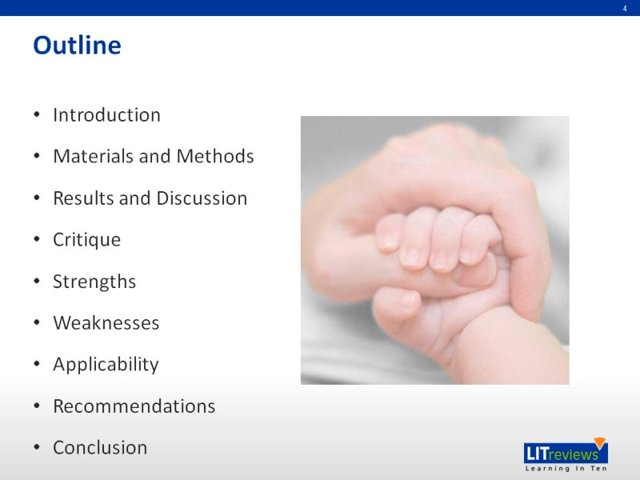 4
Outline
• Introduction
• Materials and Methods
• Results and Discussion
• Critique
• Strengths
• Weaknesses
• Applicability
• Recommendations
• Conclusion
LITreviews
Learning In Ten